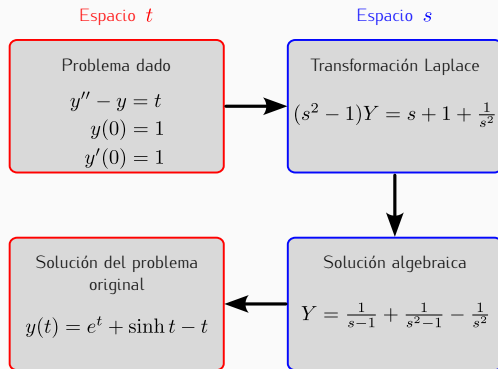 Espacio t
Problema dado
y'' − y = t
y(0) = 1
y'(0) = 1
Espacio s
Transformación Laplace
(s² − 1)Y = s + 1 + 1/s²
Solución algebraica
Y = 1/(s−1) + 1/(s²−1) − 1/s²
Solución del problema
original
y(t) = eᵗ + sinh t − t